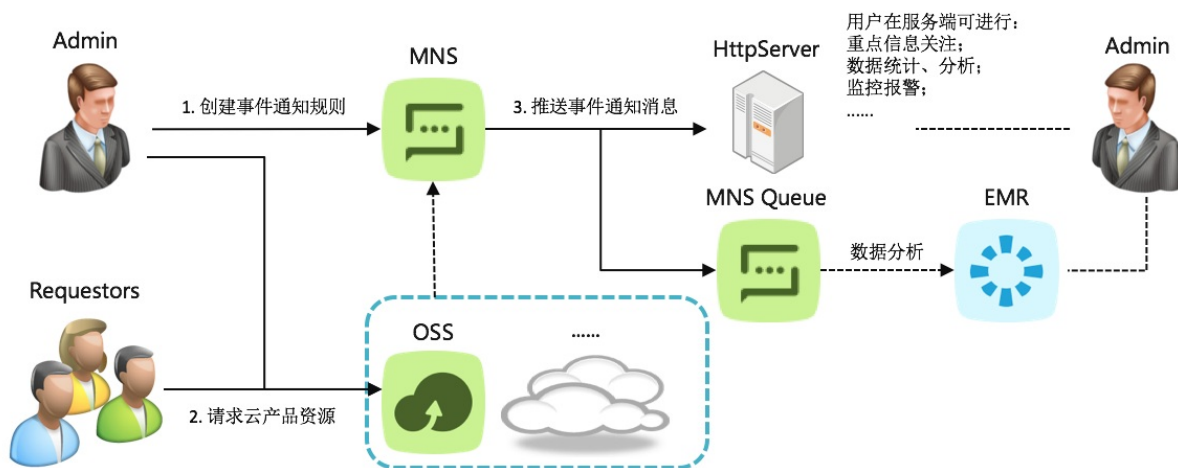 Admin
MNS
HttpServer
用户在服务端可进行：
重点信息关注；
数据统计、分析；
监控报警；
……
Admin
1. 创建事件通知规则
3. 推送事件通知消息
MNS Queue
EMR
数据分析
Requestors
OSS
……
2. 请求云产品资源